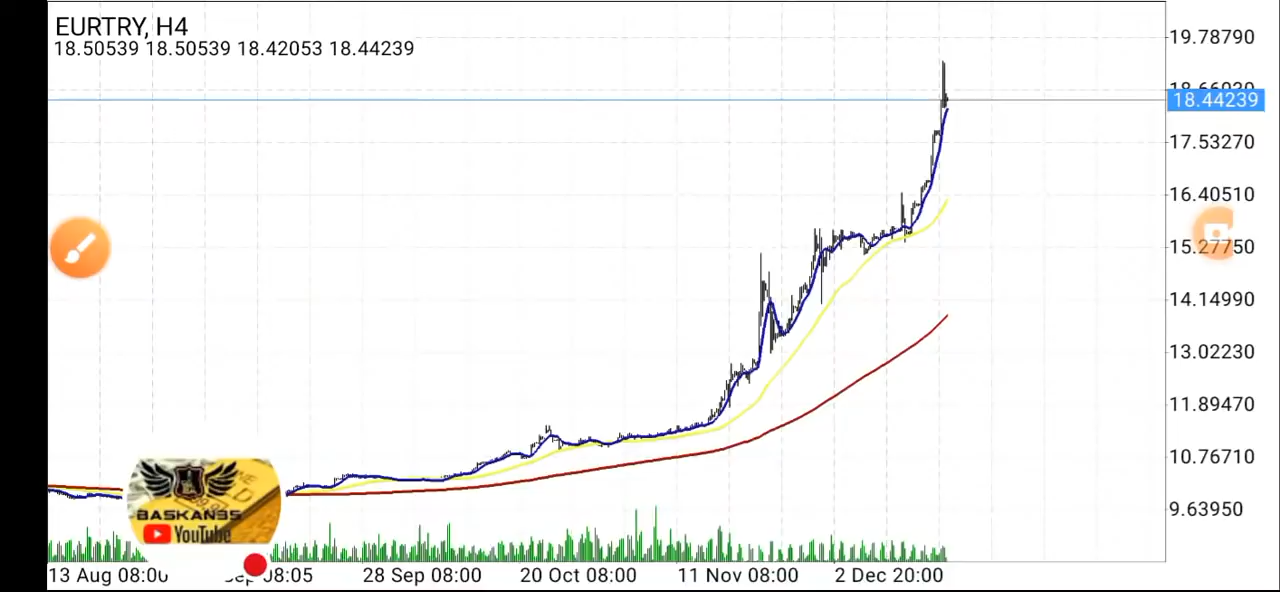 EURTRY, H4
18.50539 18.50539 18.42053 18.44239
19.78790
18.44239
17.53270
16.40510
15.27750
14.14990
13.02230
11.89470
10.76710
9.63950
BASKAN35
YouTube
13 Aug 08:00 08:05 28 Sep 08:00 20 Oct 08:00 11 Nov 08:00 2 Dec 20:00